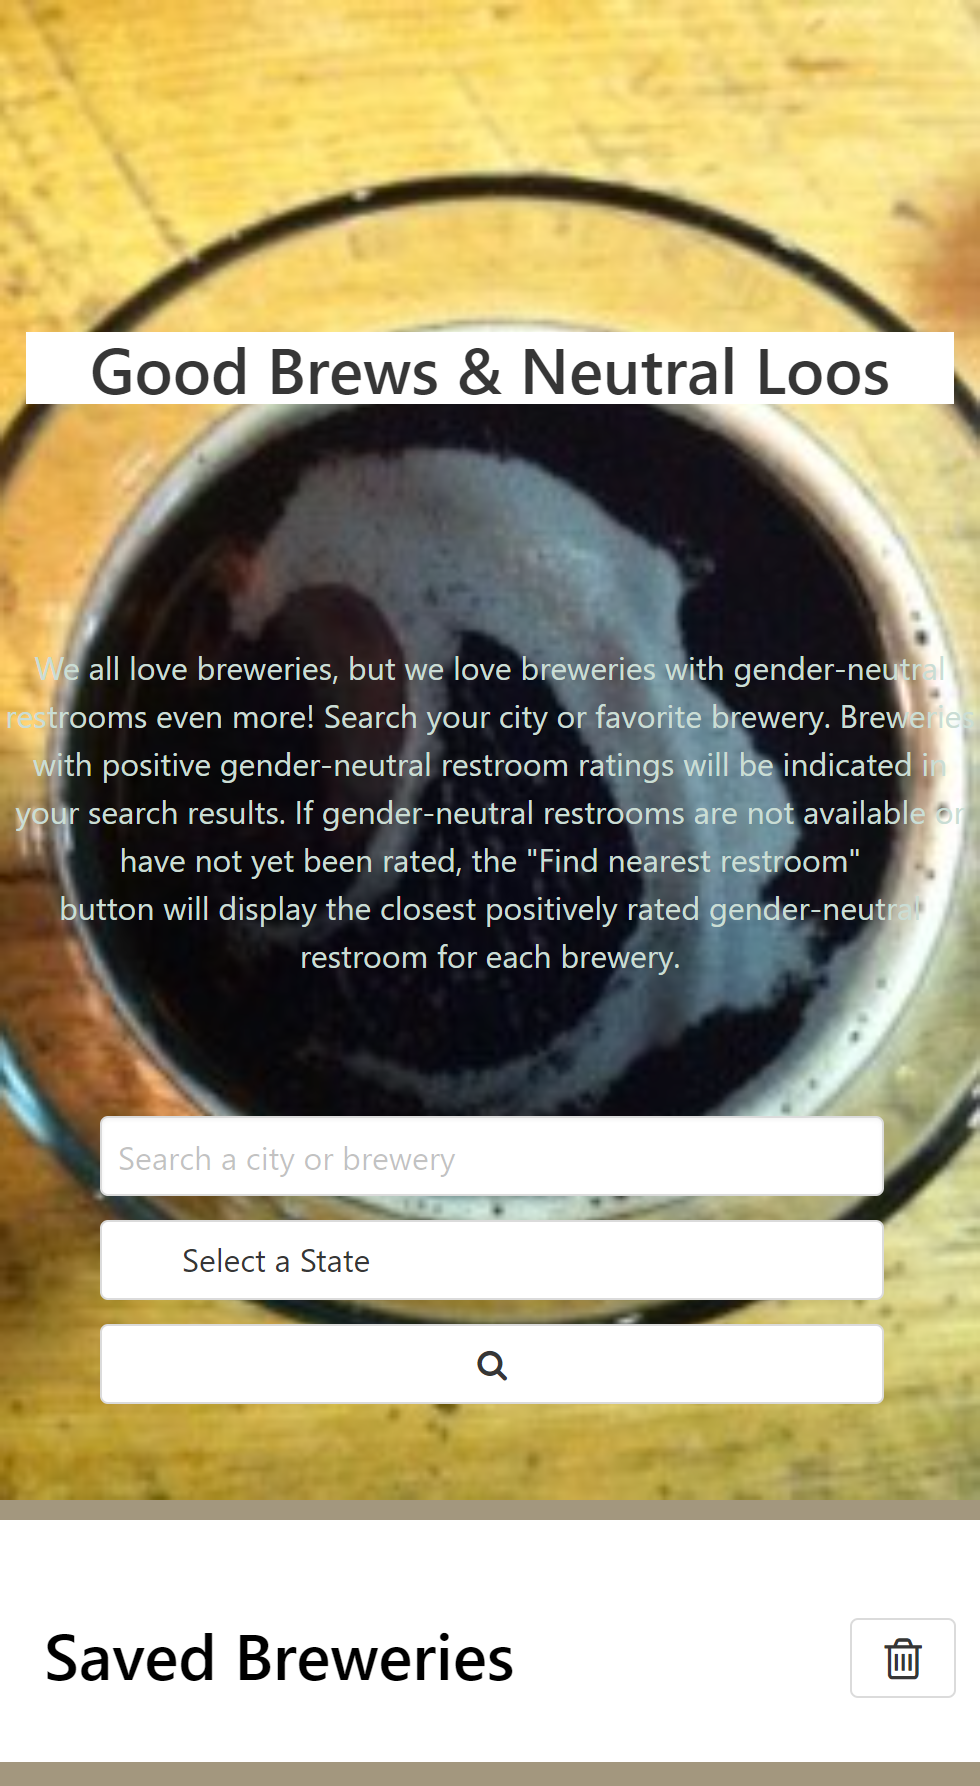 Good Brews & Neutral Loos
We all love breweries, but we love breweries with gender-neutral
restrooms even more! Search your city or favorite brewery. Breweries
with positive gender-neutral restroom ratings will be indicated in
your search results. If gender-neutral restrooms are not available or
have not yet been rated, the "Find nearest restroom"
button will display the closest positively rated gender-neutral
restroom for each brewery.
Search a city or brewery
Select a State
Saved Breweries